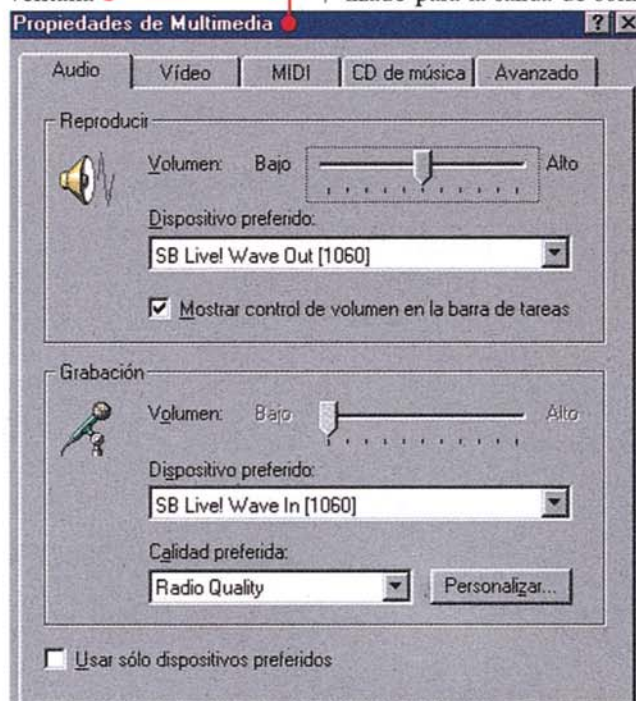 Propiedades de Multimedia
Audio Vídeo MIDI CD de música Avanzado
Reproducir
Volumen: Bajo Alto
Dispositivo preferido:
SB Live! Wave Out [1060]
Mostrar control de volumen en la barra de tareas
Grabación
Volumen: Bajo Alto
Dispositivo preferido:
SB Live! Wave In [1060]
Calidad preferida:
Radio Quality Personalizar...
Usar sólo dispositivos preferidos